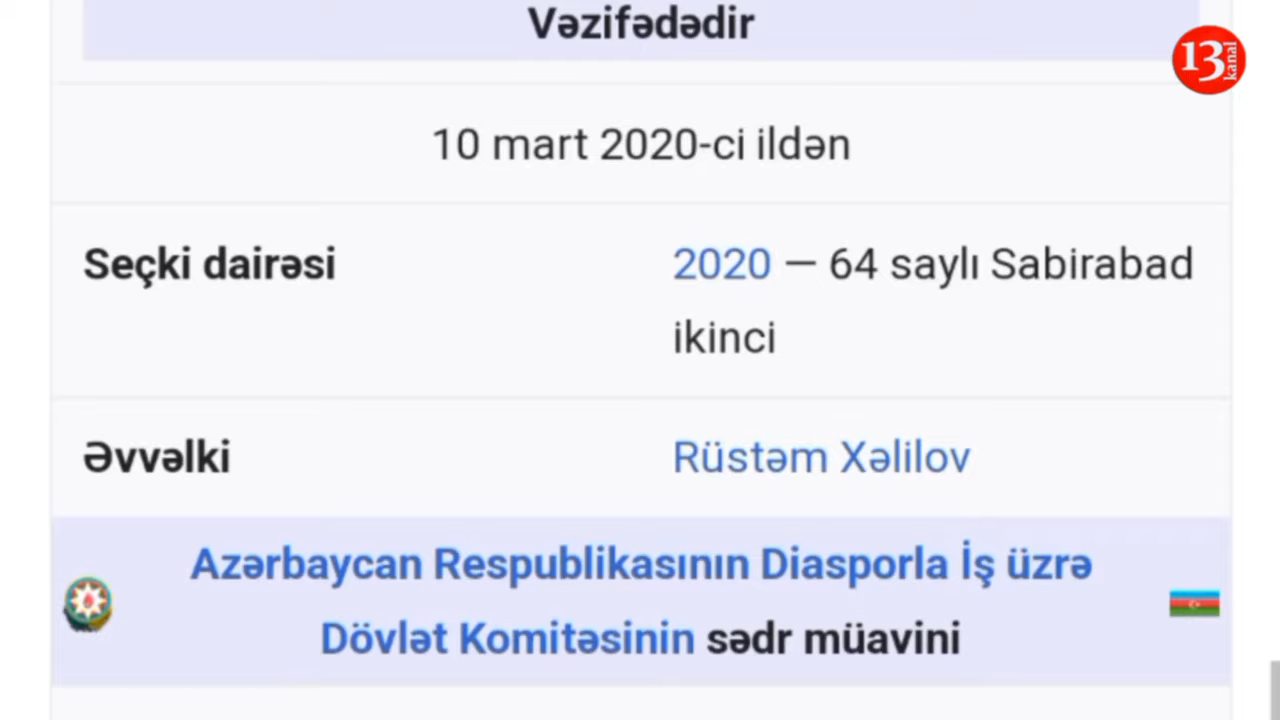 Vəzifədədir
13 kanal
10 mart 2020-ci ildən
Seçki dairəsi
2020 — 64 saylı Sabirabad
ikinci
Əvvəlki
Rüstəm Xəlilov
Azərbaycan Respublikasının Diasporla İş üzrə
Dövlət Komitəsinin sədr müavini